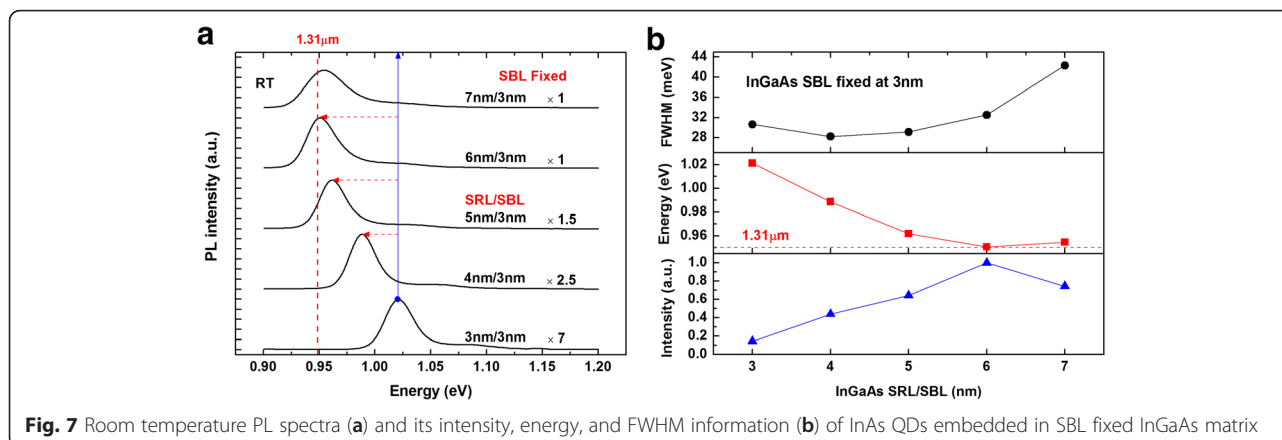 a
1.31μm
RT
SBL Fixed
7nm/3nm × 1
6nm/3nm × 1
SRL/SBL
5nm/3nm × 1.5
4nm/3nm × 2.5
3nm/3nm × 7
PL intensity (a.u.)
0.90 0.95 1.00 1.05 1.10 1.15 1.20
Energy (eV)
b
InGaAs SBL fixed at 3nm
FWHM (meV)
44
40
36
32
28
Energy (eV)
1.02
1.00
0.98
0.96
1.31μm
Intensity (a.u.)
1.0
0.8
0.6
0.4
0.2
0.0
3 4 5 6 7
InGaAs SRL/SBL (nm)
Fig. 7 Room temperature PL spectra (a) and its intensity, energy, and FWHM information (b) of InAs QDs embedded in SBL fixed InGaAs matrix